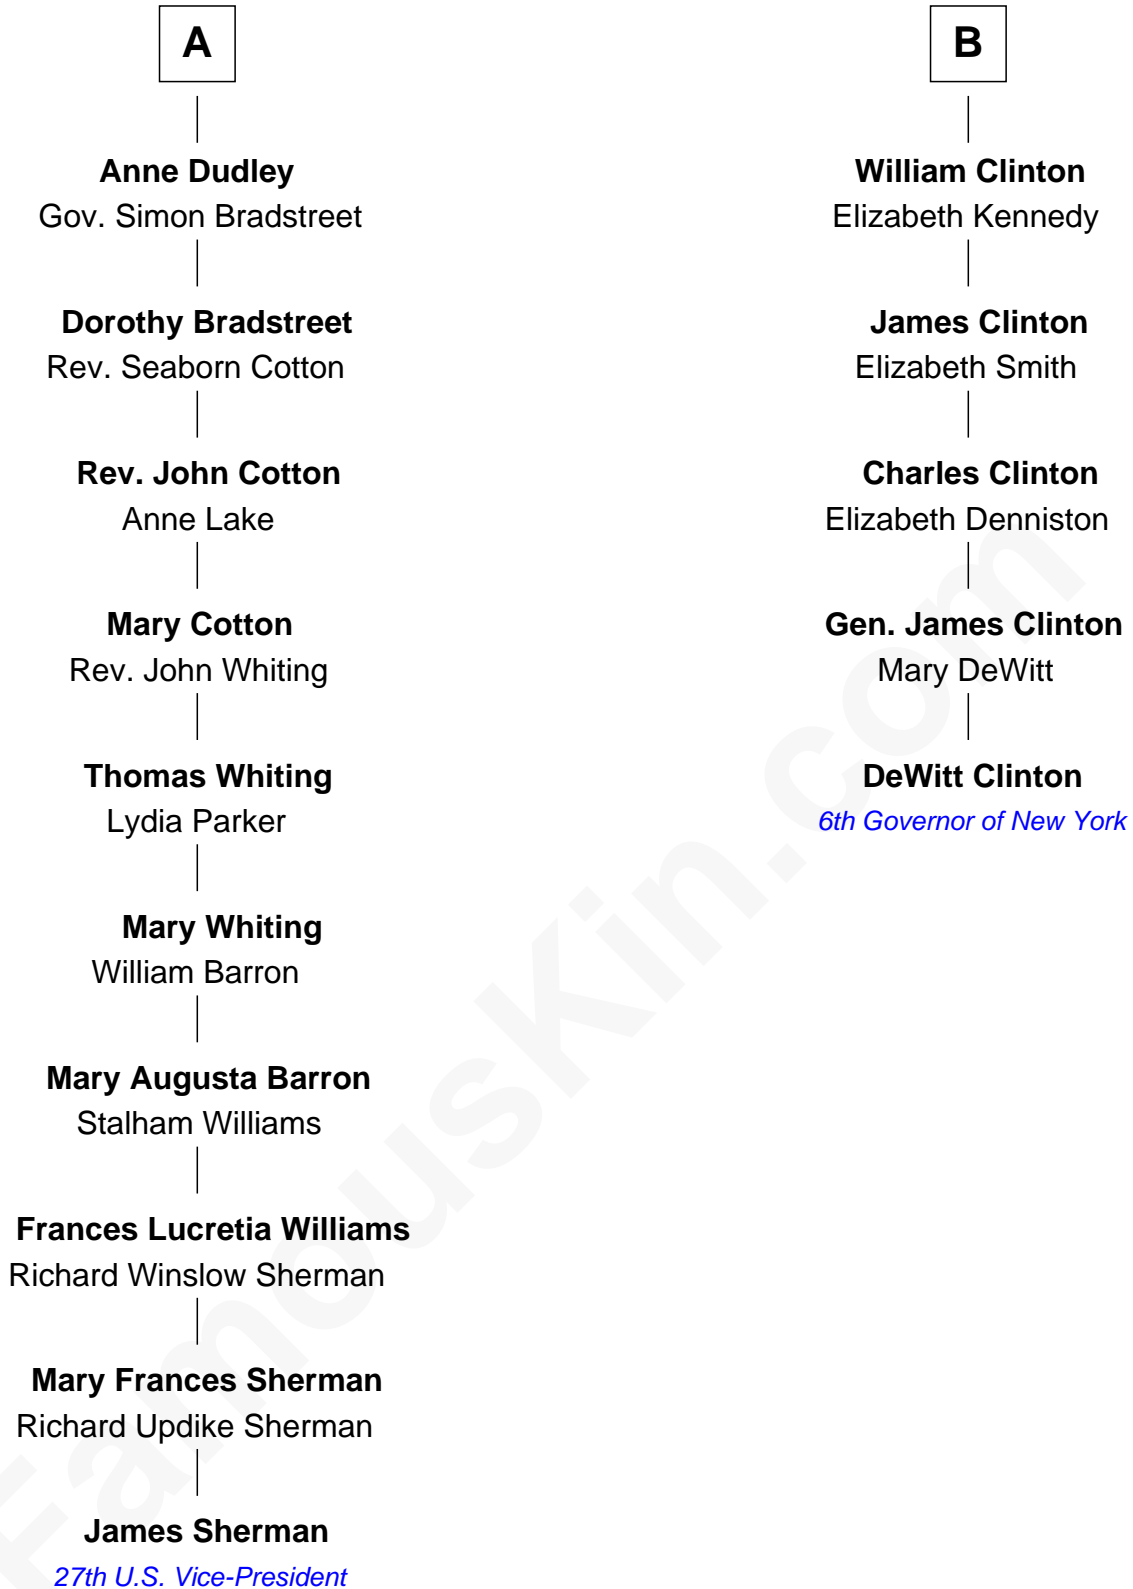 A
Anne Dudley
Gov. Simon Bradstreet
Dorothy Bradstreet
Rev. Seaborn Cotton
Rev. John Cotton
Anne Lake
Mary Cotton
Rev. John Whiting
Thomas Whiting
Lydia Parker
Mary Whiting
William Barron
Mary Augusta Barron
Stalham Williams
Frances Lucretia Williams
Richard Winslow Sherman
Mary Frances Sherman
Richard Updike Sherman
James Sherman
27th U.S. Vice-President
B
William Clinton
Elizabeth Kennedy
James Clinton
Elizabeth Smith
Charles Clinton
Elizabeth Denniston
Gen. James Clinton
Mary DeWitt
DeWitt Clinton
6th Governor of New York
FamousKin.com